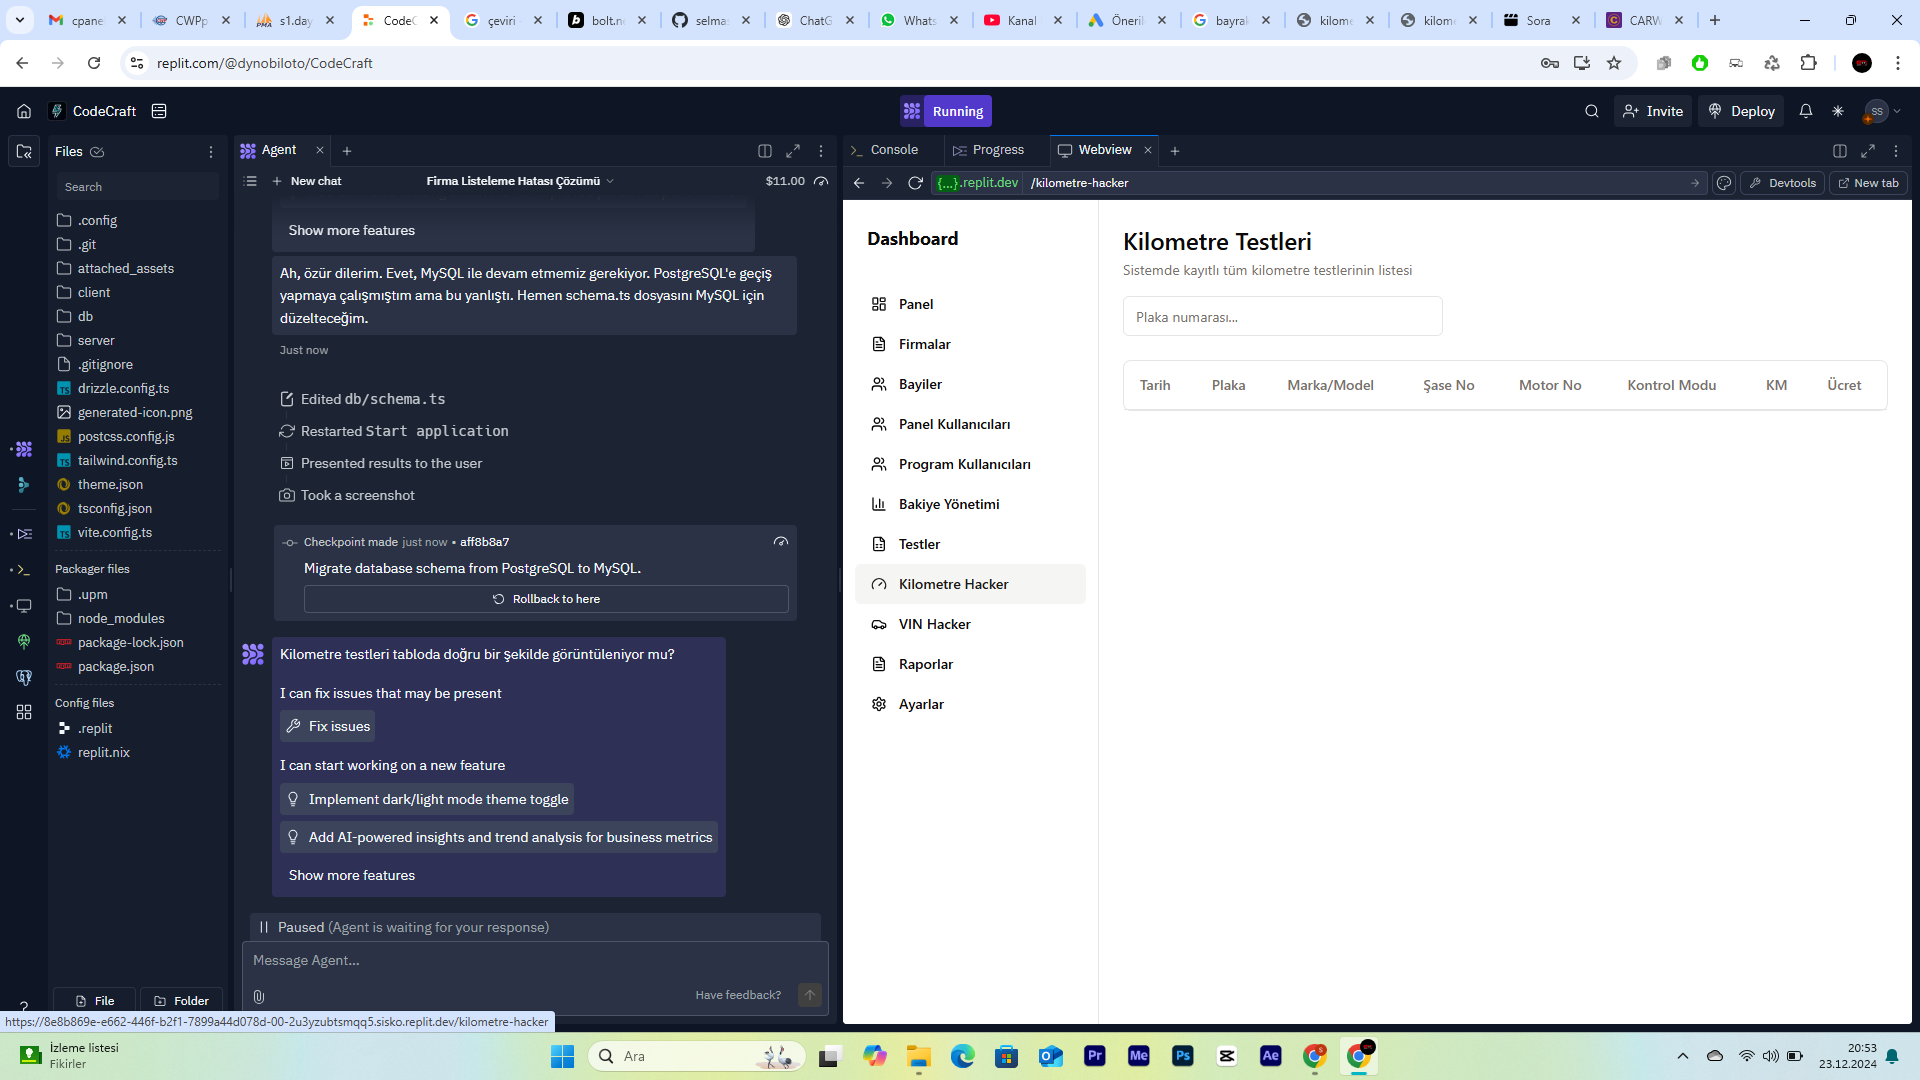 cpane
CWPp
s1.day
CodeC
çeviri -
bolt.ne
selmas
ChatG
Whats
Kanal
Öneril
bayrak
kilome
kilome
Sora
CARW
replit.com/@dynobiloto/CodeCraft
CodeCraft
Running
Invite
Deploy
SS
Files
Search
.config
.git
attached_assets
client
db
server
.gitignore
drizzle.config.ts
generated-icon.png
postcss.config.js
tailwind.config.ts
theme.json
tsconfig.json
vite.config.ts
Packager files
.upm
node_modules
package-lock.json
package.json
Config files
.replit
replit.nix
File
Folder
Agent
New chat
Firma Listeleme Hatası Çözümü
$11.00
Show more features
Ah, özür dilerim. Evet, MySQL ile devam etmemiz gerekiyor. PostgreSQL'e geçiş
yapmaya çalışmıştım ama bu yanlıştı. Hemen schema.ts dosyasını MySQL için
düzelteceğim.
Just now
Edited db/schema.ts
Restarted Start application
Presented results to the user
Took a screenshot
Checkpoint made just now • aff8b8a7
Migrate database schema from PostgreSQL to MySQL.
Rollback to here
Kilometre testleri tabloda doğru bir şekilde görüntüleniyor mu?
I can fix issues that may be present
Fix issues
I can start working on a new feature
Implement dark/light mode theme toggle
Add AI-powered insights and trend analysis for business metrics
Show more features
Paused (Agent is waiting for your response)
Message Agent...
Have feedback?
Console
Progress
Webview
{...}.replit.dev /kilometre-hacker
Devtools
New tab
Dashboard
Panel
Firmalar
Bayiler
Panel Kullanıcıları
Program Kullanıcıları
Bakiye Yönetimi
Testler
Kilometre Hacker
VIN Hacker
Raporlar
Ayarlar
Kilometre Testleri
Sistemde kayıtlı tüm kilometre testlerinin listesi
Plaka numarası...
Tarih Plaka Marka/Model Şase No Motor No Kontrol Modu KM Ücret
https://8e8b869e-e662-446f-b2f1-7899a44d078d-00-2u3yzubtsmqq5.sisko.replit.dev/kilometre-hacker
İzleme listesi
Fikirler
Ara
Pr
Me
Ps
Ae
20:53
23.12.2024